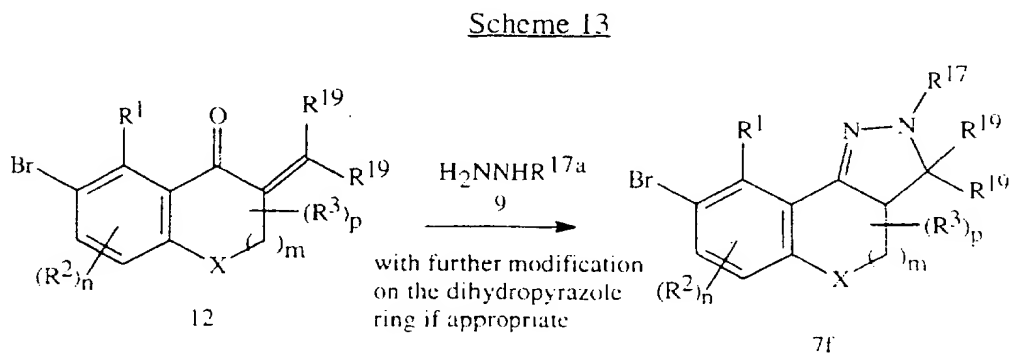 Scheme 13
O
R¹
R¹⁹
Br
R¹⁹
(R³)p
( )m
X
(R²)n
12
H₂NNHR¹⁷ᵃ
9
with further modification
on the dihydropyrazole
ring if appropriate
R¹⁷
N
N
R¹
R¹⁹
R¹⁹
Br
(R³)p
( )m
X
(R²)n
7f